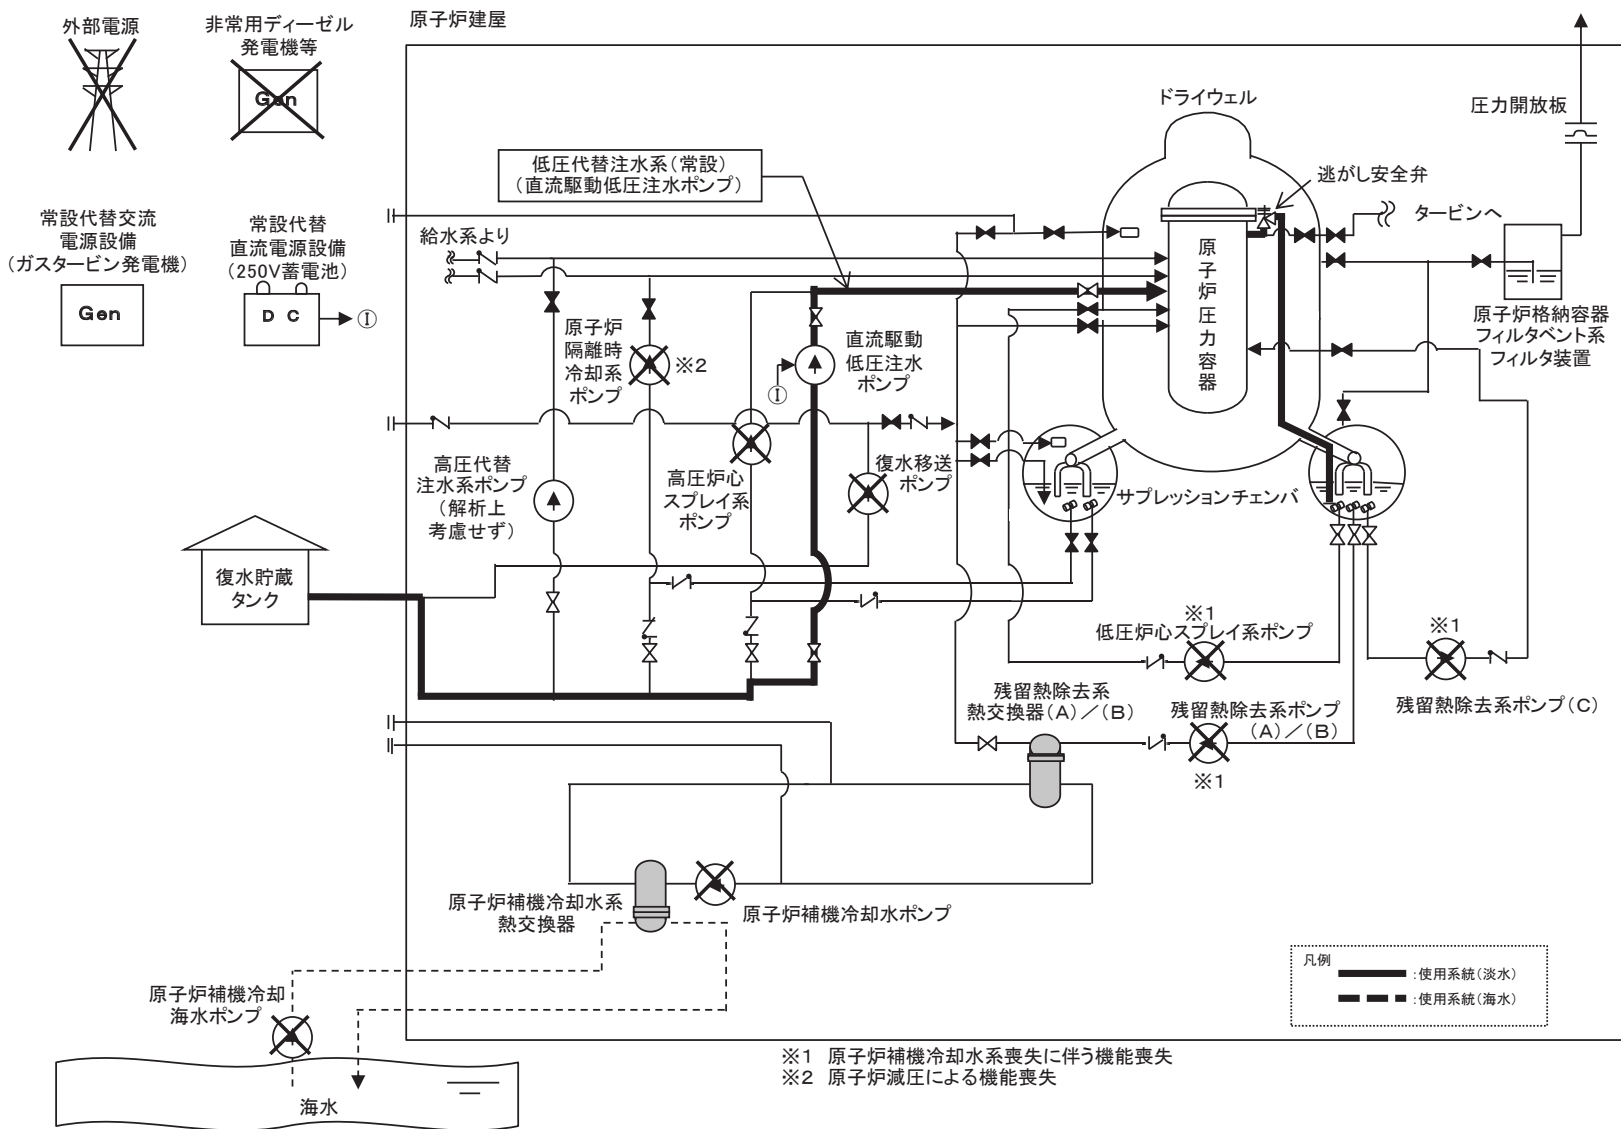 外部電源
非常用ディーゼル
発電機等
Gen
原子炉建屋
常設代替交流
電源設備
(ガスタービン発電機)
Gen
常設代替
直流電源設備
(250V蓄電池)
D C
Ⓘ
低圧代替注水系(常設)
(直流駆動低圧注水ポンプ)
給水系より
ドライウェル
圧力開放板
逃がし安全弁
タービンへ
原子炉圧力容器
原子炉格納容器
フィルタベント系
フィルタ装置
原子炉
隔離時
冷却系
ポンプ
※2
直流駆動
低圧注水
ポンプ
Ⓘ
高圧代替
注水系ポンプ
(解析上
考慮せず)
高圧炉心
スプレイ系
ポンプ
復水移送
ポンプ
サプレッションチェンバ
復水貯蔵
タンク
※1
低圧炉心スプレイ系ポンプ
※1
残留熱除去系ポンプ(C)
残留熱除去系
熱交換器(A)/(B)
残留熱除去系ポンプ
(A)/(B)
※1
原子炉補機冷却水系
熱交換器
原子炉補機冷却水ポンプ
原子炉補機冷却
海水ポンプ
海水
凡例
:使用系統(淡水)
:使用系統(海水)
※1 原子炉補機冷却水系喪失に伴う機能喪失
※2 原子炉減圧による機能喪失